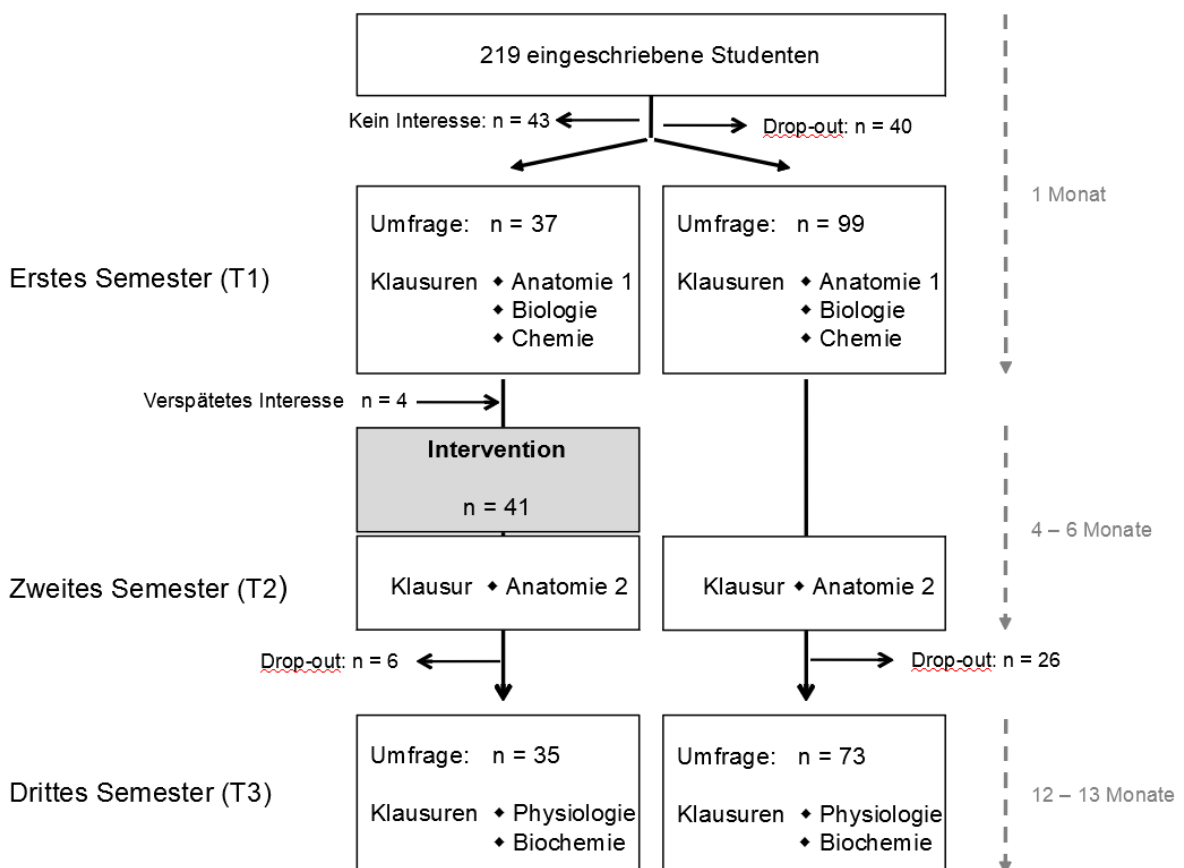 219 eingeschriebene Studenten
Kein Interesse: n = 43
Drop-out: n = 40
1 Monat
Erstes Semester (T1)
Umfrage: n = 37
Klausuren ◆ Anatomie 1
◆ Biologie
◆ Chemie
Umfrage: n = 99
Klausuren ◆ Anatomie 1
◆ Biologie
◆ Chemie
Verspätetes Interesse n = 4
Intervention
n = 41
4 – 6 Monate
Zweites Semester (T2)
Klausur ◆ Anatomie 2
Klausur ◆ Anatomie 2
Drop-out: n = 6
Drop-out: n = 26
Drittes Semester (T3)
Umfrage: n = 35
Klausuren ◆ Physiologie
◆ Biochemie
Umfrage: n = 73
Klausuren ◆ Physiologie
◆ Biochemie
12 – 13 Monate